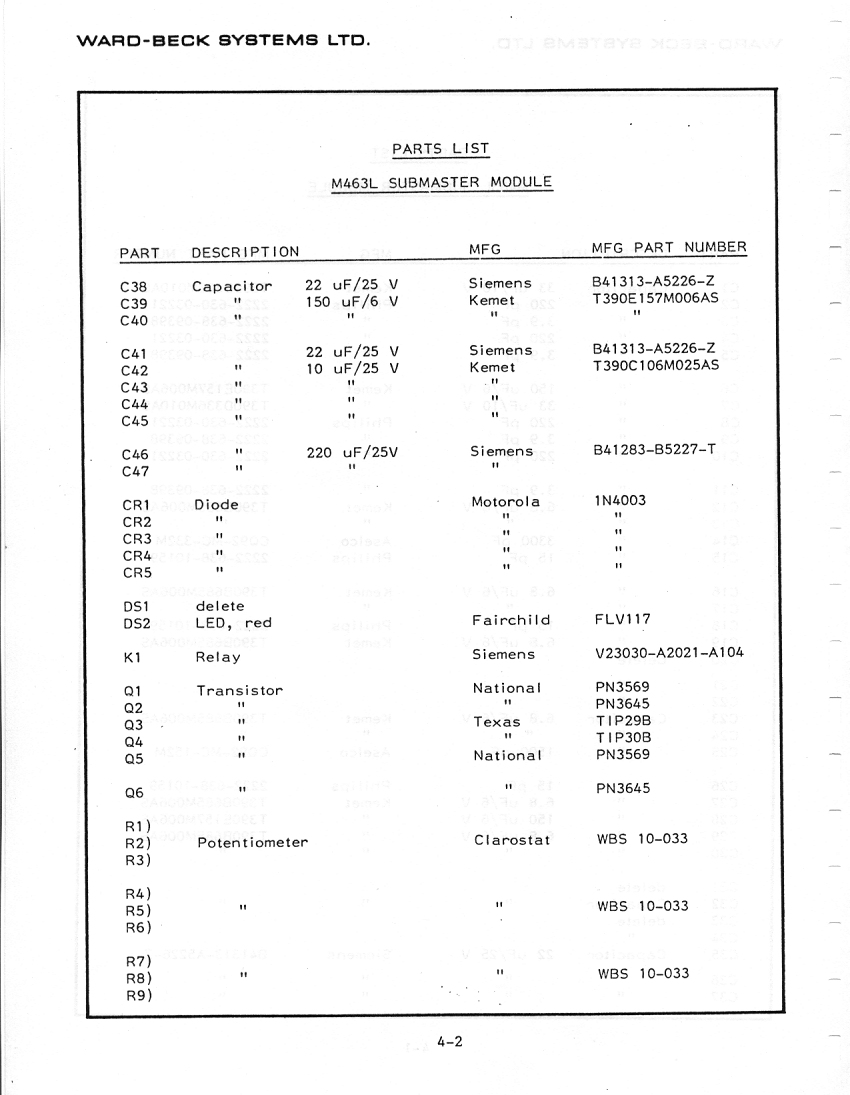 WARD-BECK SYSTEMS LTD.
PARTS LIST
M463L SUBMASTER MODULE
PART DESCRIPTION MFG MFG PART NUMBER
C38 Capacitor 22 uF/25 V Siemens B41313-A5226-Z
C39 " 150 uF/6 V Kemet T390E157M006AS
C40 " " " "
C41 22 uF/25 V Siemens B41313-A5226-Z
C42 " 10 uF/25 V Kemet T390C106M025AS
C43 " " "
C44 " " "
C45 " " "
C46 " 220 uF/25V Siemens B41283-B5227-T
C47 " " "
CR1 Diode Motorola 1N4003
CR2 " " "
CR3 " " "
CR4 " " "
CR5 " " "
DS1 delete
DS2 LED, red Fairchild FLV117
K1 Relay Siemens V23030-A2021-A104
Q1 Transistor National PN3569
Q2 " " PN3645
Q3 " Texas TIP29B
Q4 " " TIP30B
Q5 " National PN3569
Q6 " " PN3645
R1)
R2) Potentiometer Clarostat WBS 10-033
R3)
R4)
R5) " " WBS 10-033
R6)
R7)
R8) " " WBS 10-033
R9)
4-2